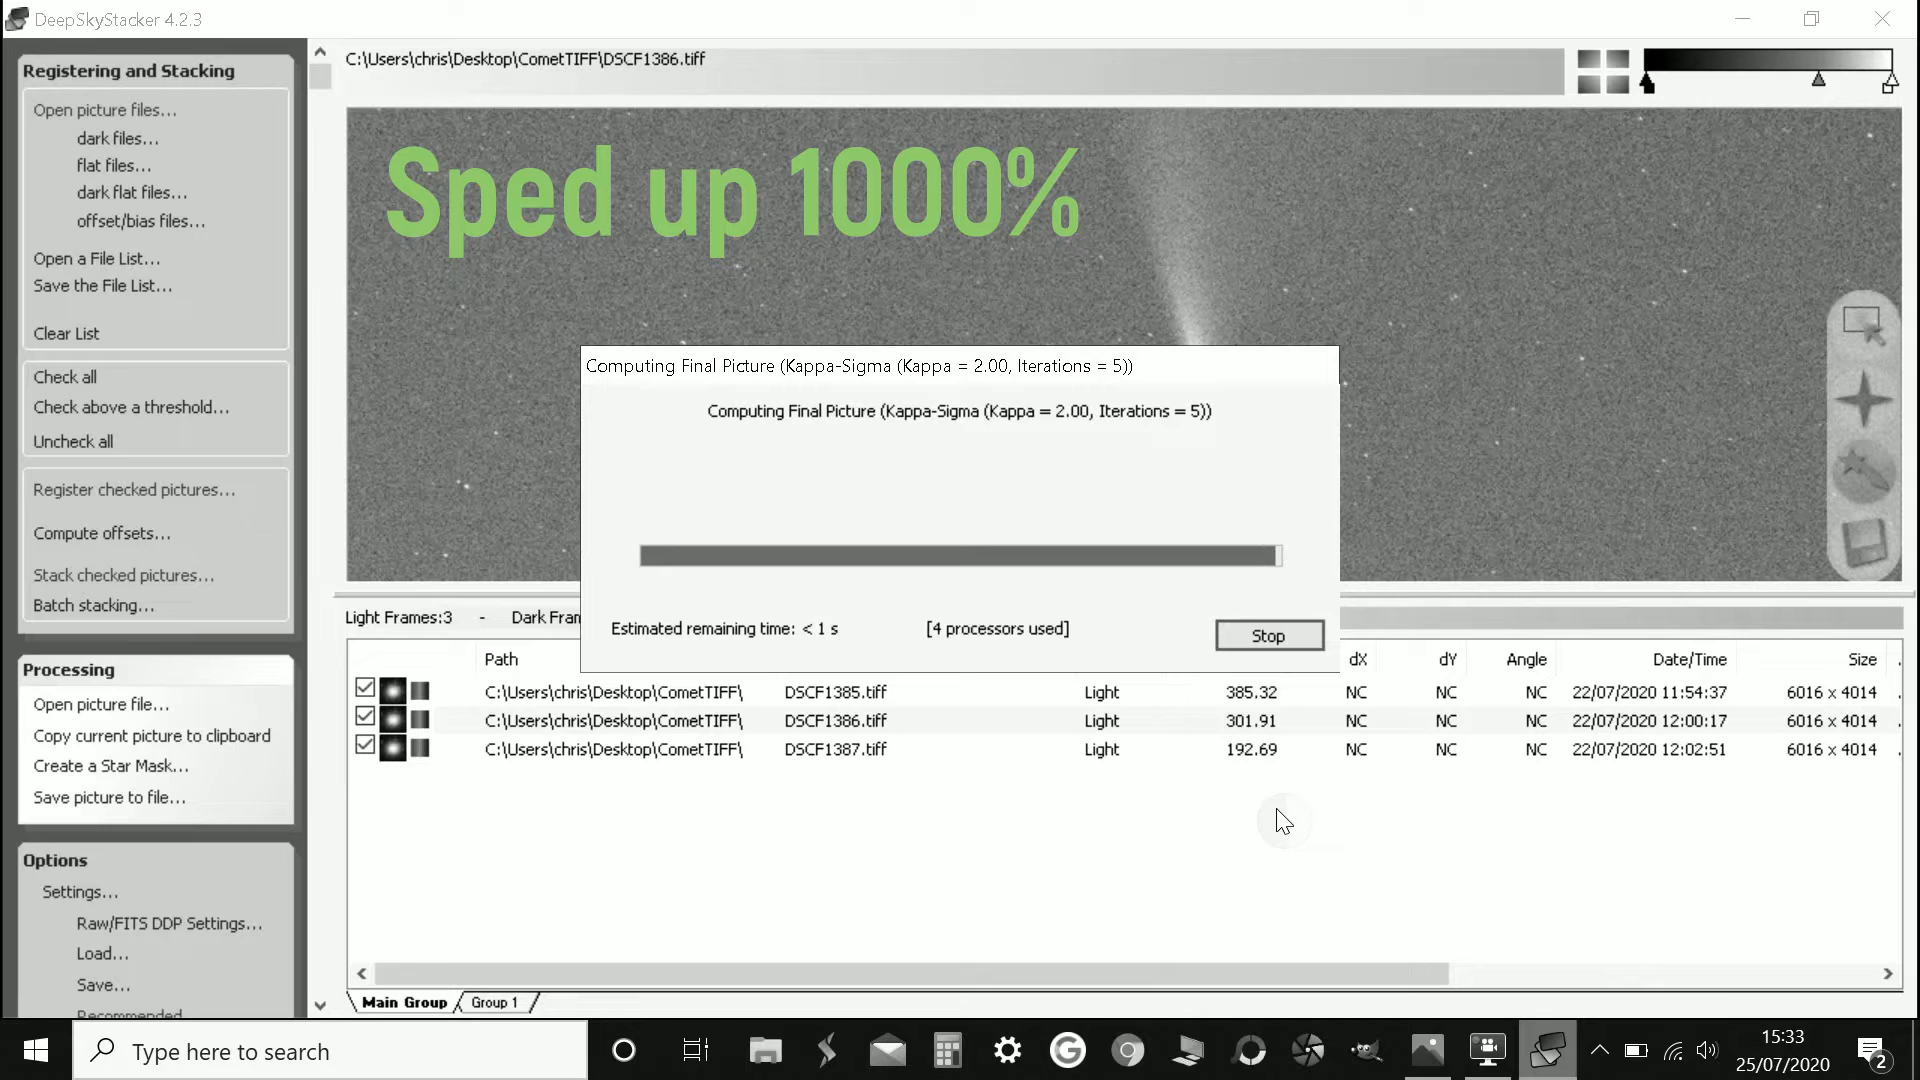 DeepSkyStacker 4.2.3
Registering and Stacking
Open picture files...
dark files...
flat files...
dark flat files...
offset/bias files...
Open a File List...
Save the File List...
Clear List
Check all
Check above a threshold...
Uncheck all
Register checked pictures...
Compute offsets...
Stack checked pictures...
Batch stacking...
Processing
Open picture file...
Copy current picture to clipboard
Create a Star Mask...
Save picture to file...
Options
Settings...
Raw/FITS DDP Settings...
Load...
Save...
Recommended
C:\Users\chris\Desktop\CometTIFF\DSCF1386.tiff
Sped up 1000%
Computing Final Picture (Kappa-Sigma (Kappa = 2.00, Iterations = 5))
Computing Final Picture (Kappa-Sigma (Kappa = 2.00, Iterations = 5))
Estimated remaining time: < 1 s [4 processors used] Stop
Light Frames:3 - Dark Fran
Path dX dY Angle Date/Time Size
C:\Users\chris\Desktop\CometTIFF\ DSCF1385.tiff Light 385.32 NC NC NC 22/07/2020 11:54:37 6016 x 4014
C:\Users\chris\Desktop\CometTIFF\ DSCF1386.tiff Light 301.91 NC NC NC 22/07/2020 12:00:17 6016 x 4014
C:\Users\chris\Desktop\CometTIFF\ DSCF1387.tiff Light 192.69 NC NC NC 22/07/2020 12:02:51 6016 x 4014
Main Group Group 1
Type here to search
15:33
25/07/2020
2